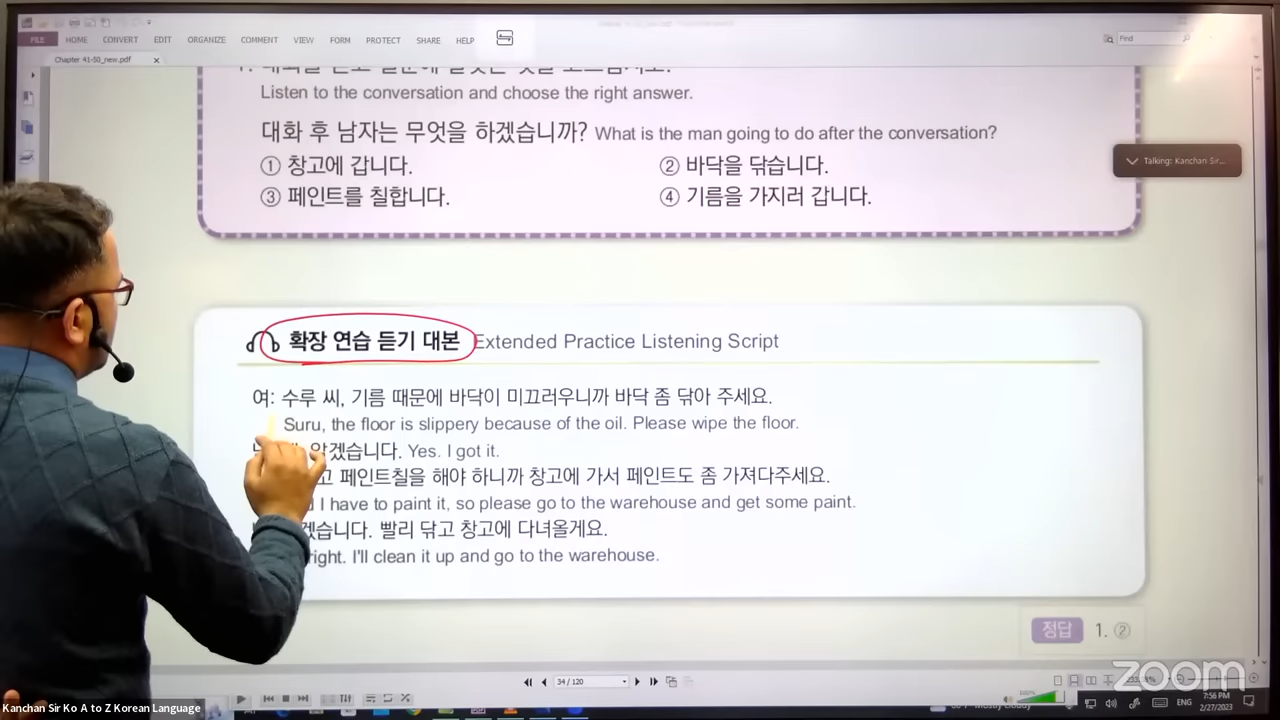 FILE HOME CONVERT EDIT ORGANIZE COMMENT VIEW FORM PROTECT SHARE HELP
Find
Chapter 41-50_new.pdf
Listen to the conversation and choose the right answer.
대화 후 남자는 무엇을 하겠습니까? What is the man going to do after the conversation?
① 창고에 갑니다. ② 바닥을 닦습니다.
③ 페인트를 칠합니다. ④ 기름을 가지러 갑니다.
Talking: Kanchan Sir...
확장 연습 듣기 대본 Extended Practice Listening Script
여: 수루 씨, 기름 때문에 바닥이 미끄러우니까 바닥 좀 닦아 주세요.
Suru, the floor is slippery because of the oil. Please wipe the floor.
알겠습니다. Yes. I got it.
페인트칠을 해야 하니까 창고에 가서 페인트도 좀 가져다주세요.
I have to paint it, so please go to the warehouse and get some paint.
빨리 닦고 창고에 다녀올게요.
I'll clean it up and go to the warehouse.
정답 1. ②
34 / 120
zoom
ENG
7:56 PM
2/27/2023
Kanchan Sir Ko A to Z Korean Language